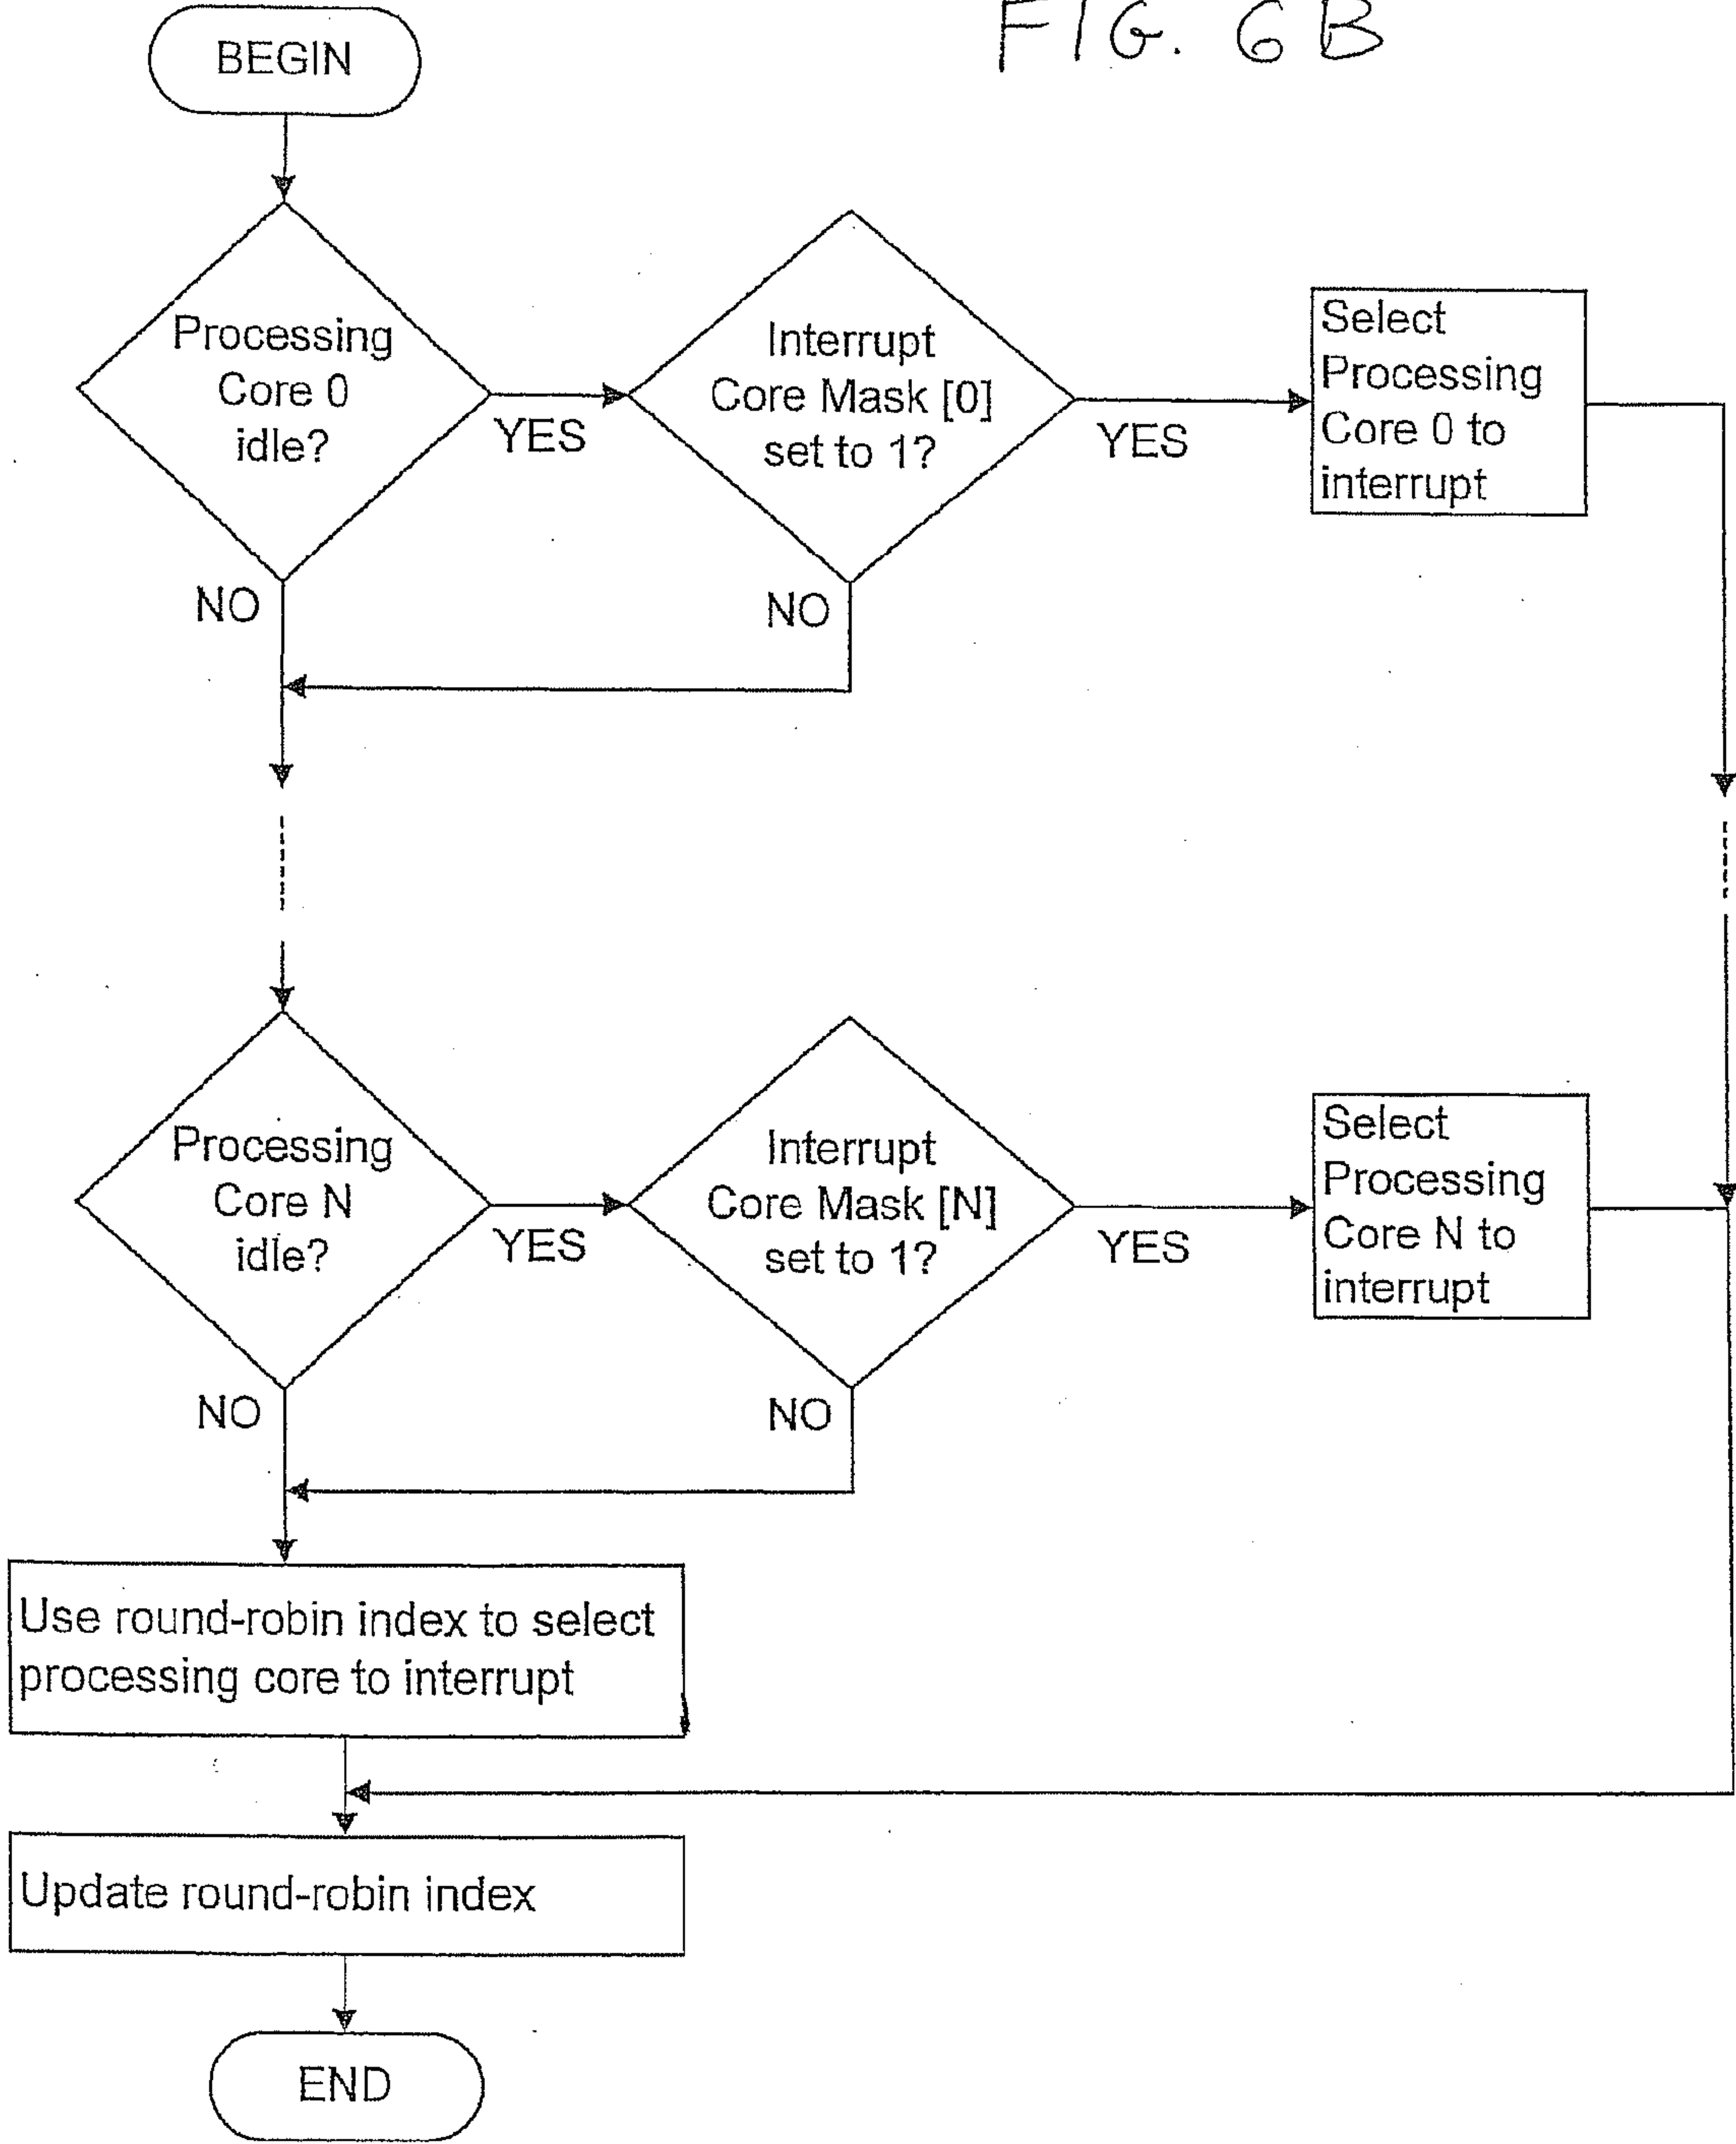 FIG. 6B
BEGIN
Processing
Core 0
idle?
YES
NO
Interrupt
Core Mask [0]
set to 1?
YES
NO
Select
Processing
Core 0 to
interrupt
Processing
Core N
idle?
YES
NO
Interrupt
Core Mask [N]
set to 1?
YES
NO
Select
Processing
Core N to
interrupt
Use round-robin index to select
processing core to interrupt
Update round-robin index
END